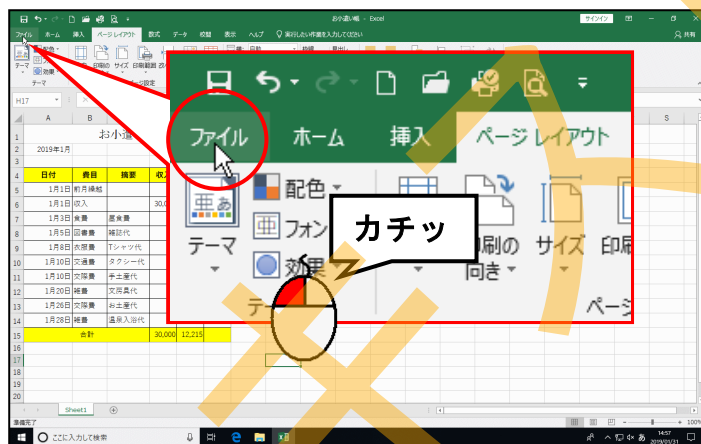 お小遣い帳 - Excel
サインイン
ファイル ホーム 挿入 ページ レイアウト 数式 データ 校閲 表示 ヘルプ 実行したい作業を入力してください
共有
ファイル ホーム 挿入 ページ レイアウト
テーマ
配色
フォン
効果
印刷の
向き
サイズ
カチッ
H17
A B S
2019年1月
日付 費目 摘要
1月1日 前月繰越
1月1日 収入
1月3日 食費 昼食費
1月5日 図書費 雑誌代
1月8日 衣服費 Tシャツ代
1月10日 交通費 タクシー代
1月10日 交際費 手土産代
1月20日 雑費 文房具代
1月26日 交際費 お土産代
1月28日 雑費 温泉入浴代
合計 30,000 12,215
Sheet1
準備完了
100%
ここに入力して検索
14:57
2019/01/31